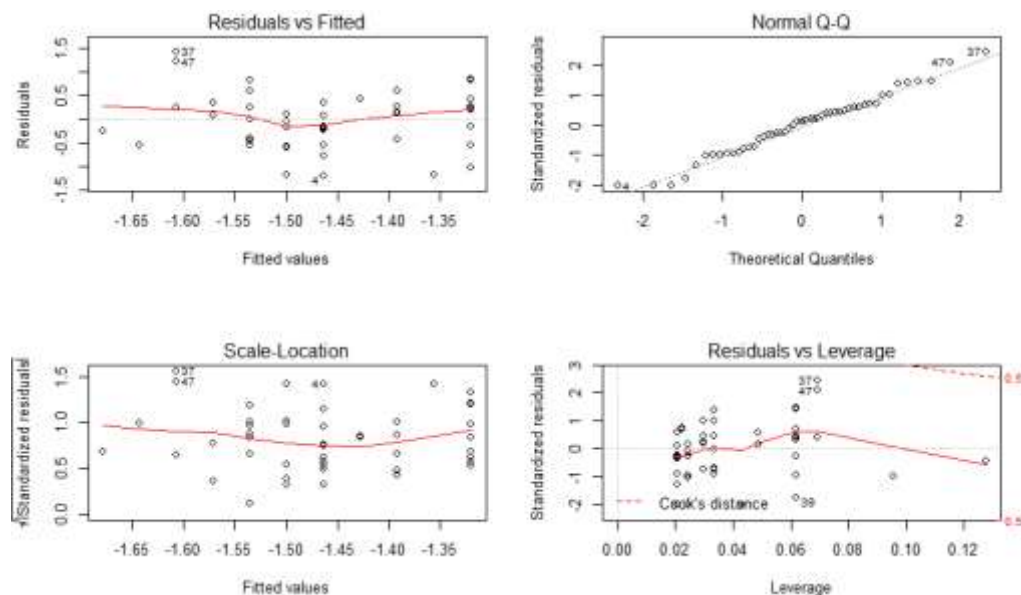 Residuals vs Fitted
Residuals
1.5
0.5
-0.5
-1.5
37
47
4
-1.65 -1.60 -1.55 -1.50 -1.45 -1.40 -1.35
Fitted values
Normal Q-Q
Standardized residuals
2
1
0
-1
-2
47
37
4
-2 -1 0 1 2
Theoretical Quantiles
Scale-Location
√|Standardized residuals|
1.5
1.0
0.5
0.0
37
47
4
-1.65 -1.60 -1.55 -1.50 -1.45 -1.40 -1.35
Fitted values
Residuals vs Leverage
Standardized residuals
3
2
1
0
-1
-2
37
47
39
Cook's distance
0.5
0.5
0.00 0.02 0.04 0.06 0.08 0.10 0.12
Leverage